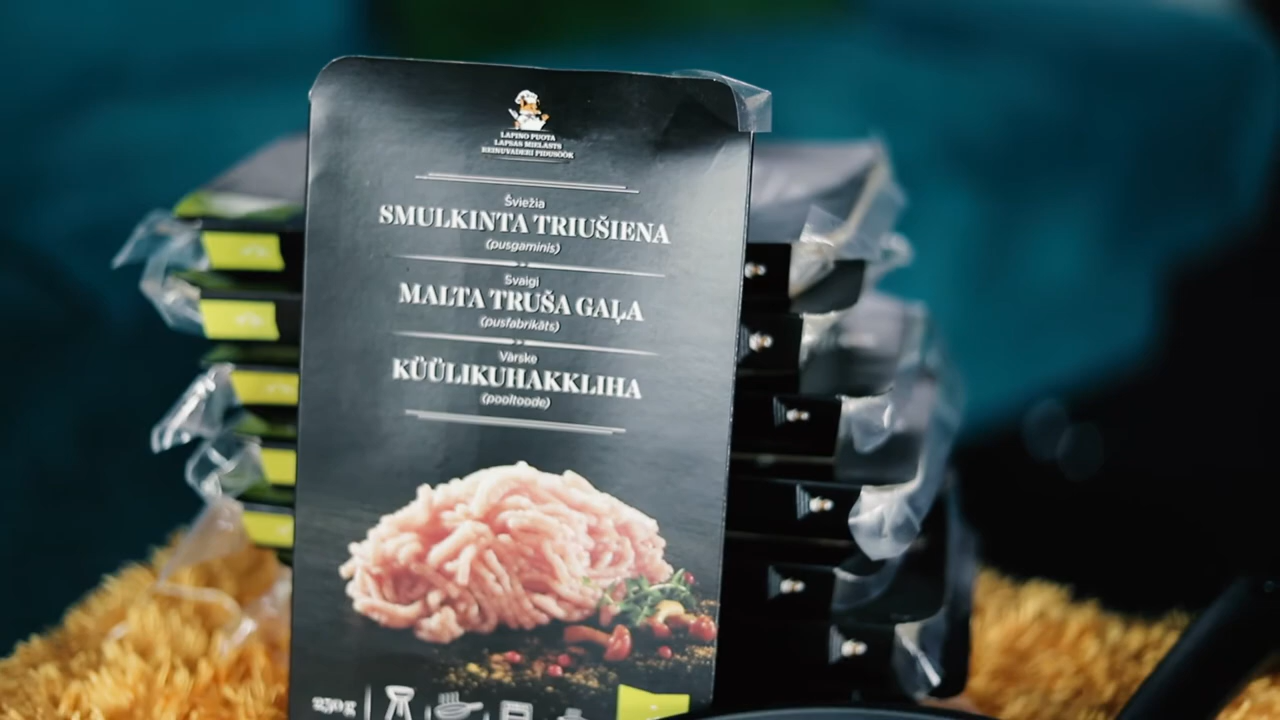 LAPINO PUOTA
LAPSAS MIELASTS
REINUVADERI PIDUSÖÖK
Šviežia
SMULKINTA TRIUŠIENA
(pusgaminis)
Svaigi
MALTA TRUŠA GAĻA
(pusfabrikāts)
Värske
KÜÜLIKUHAKKLIHA
(pooltoode)
250 g